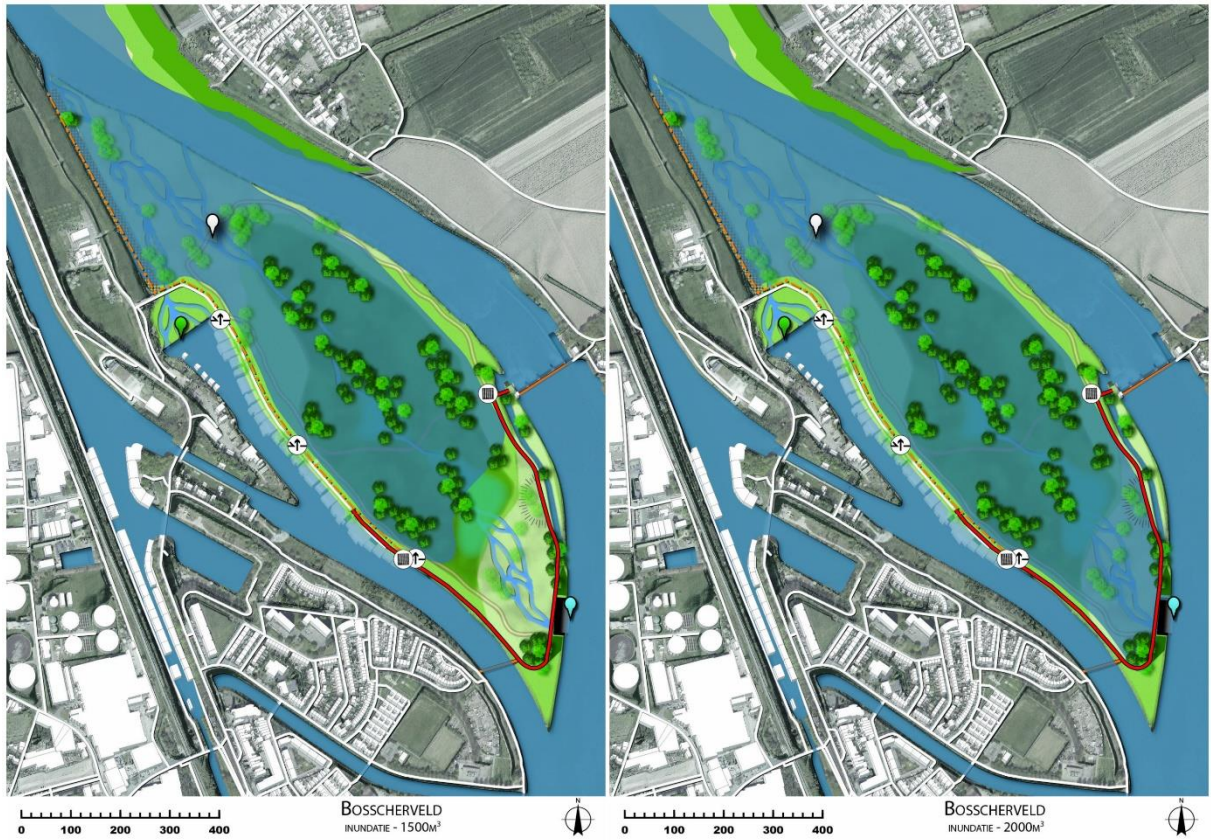 0 100 200 300 400
BOSSCHERVELD
INUNDATIE - 1500M³
N
0 100 200 300 400
BOSSCHERVELD
INUNDATIE - 2000M³
N